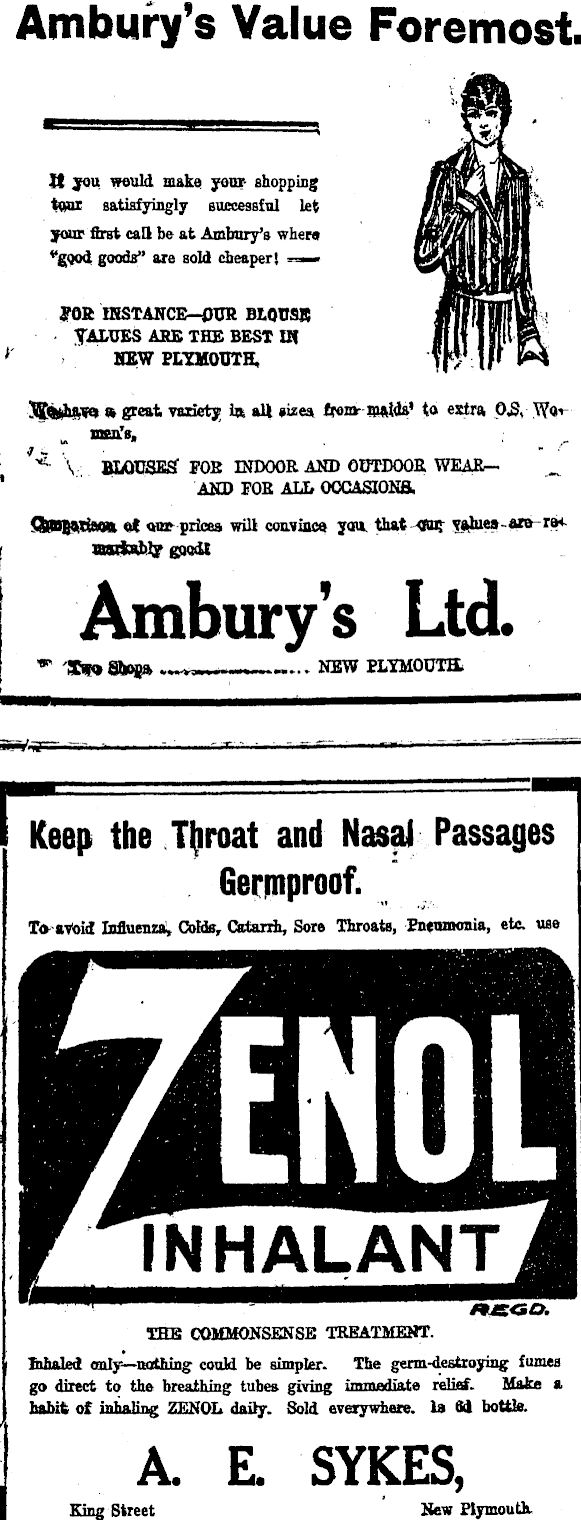 Ambury's Value Foremost.
If you would make your shopping
tour satisfyingly successful let
your first call be at Ambury's where
"good goods" are sold cheaper!
FOR INSTANCE—OUR BLOUSE
VALUES ARE THE BEST IN
NEW PLYMOUTH.
We have a great variety in all sizes from maids' to extra O.S. Wo-
men's.
BLOUSES FOR INDOOR AND OUTDOOR WEAR—
AND FOR ALL OCCASIONS.
Comparison of our prices will convince you that our values are re-
markably good!
Ambury's Ltd.
Two Shops .................... NEW PLYMOUTH.
Keep the Throat and Nasal Passages
Germproof.
To avoid Influenza, Colds, Catarrh, Sore Throats, Pneumonia, etc. use
ZENOL
INHALANT
REGD.
THE COMMONSENSE TREATMENT.
Inhaled only—nothing could be simpler. The germ-destroying fumes
go direct to the breathing tubes giving immediate relief. Make a
habit of inhaling ZENOL daily. Sold everywhere. 1s 6d bottle.
A. E. SYKES,
King Street New Plymouth